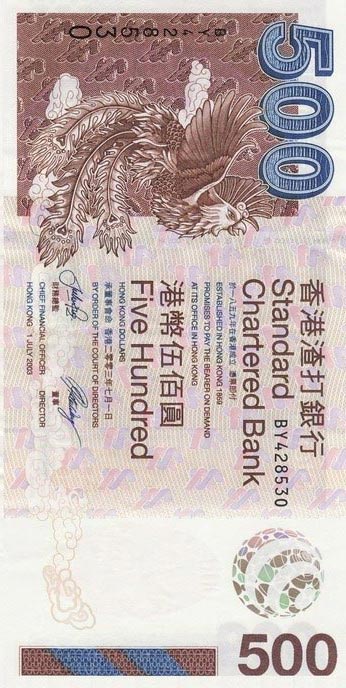 500
BY428530
香港渣打銀行
Standard
Chartered Bank
BY428530
於一八五九年在香港成立 憑票即付
ESTABLISHED IN HONG KONG 1859
PROMISES TO PAY THE BEARER ON DEMAND
AT ITS OFFICE IN HONG KONG
港幣伍佰圓
Five Hundred
HONG KONG DOLLARS
承董事會命 香港二零零三年七月一日
BY ORDER OF THE COURT OF DIRECTORS
財務總監 董事
CHIEF FINANCIAL OFFICER DIRECTOR
HONG KONG 1 JULY 2003
500